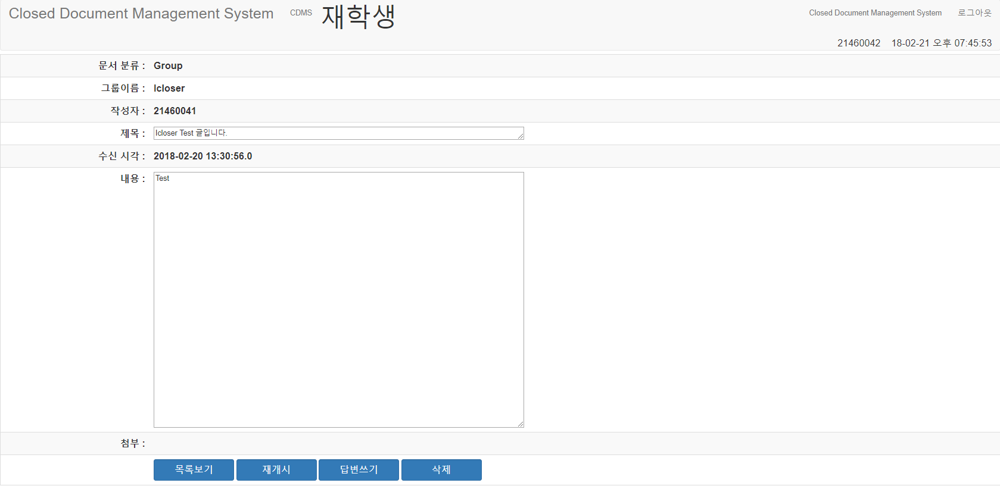 Closed Document Management System CDMS 재학생 Closed Document Management System 로그아웃
21460042 18-02-21 오후 07:45:53
문서 분류 : Group
그룹이름 : Icloser
작성자 : 21460041
제목 : Icloser Test 글입니다.
수신 시각 : 2018-02-20 13:30:56.0
내용 : Test
첨부 :
목록보기 재개시 답변쓰기 삭제